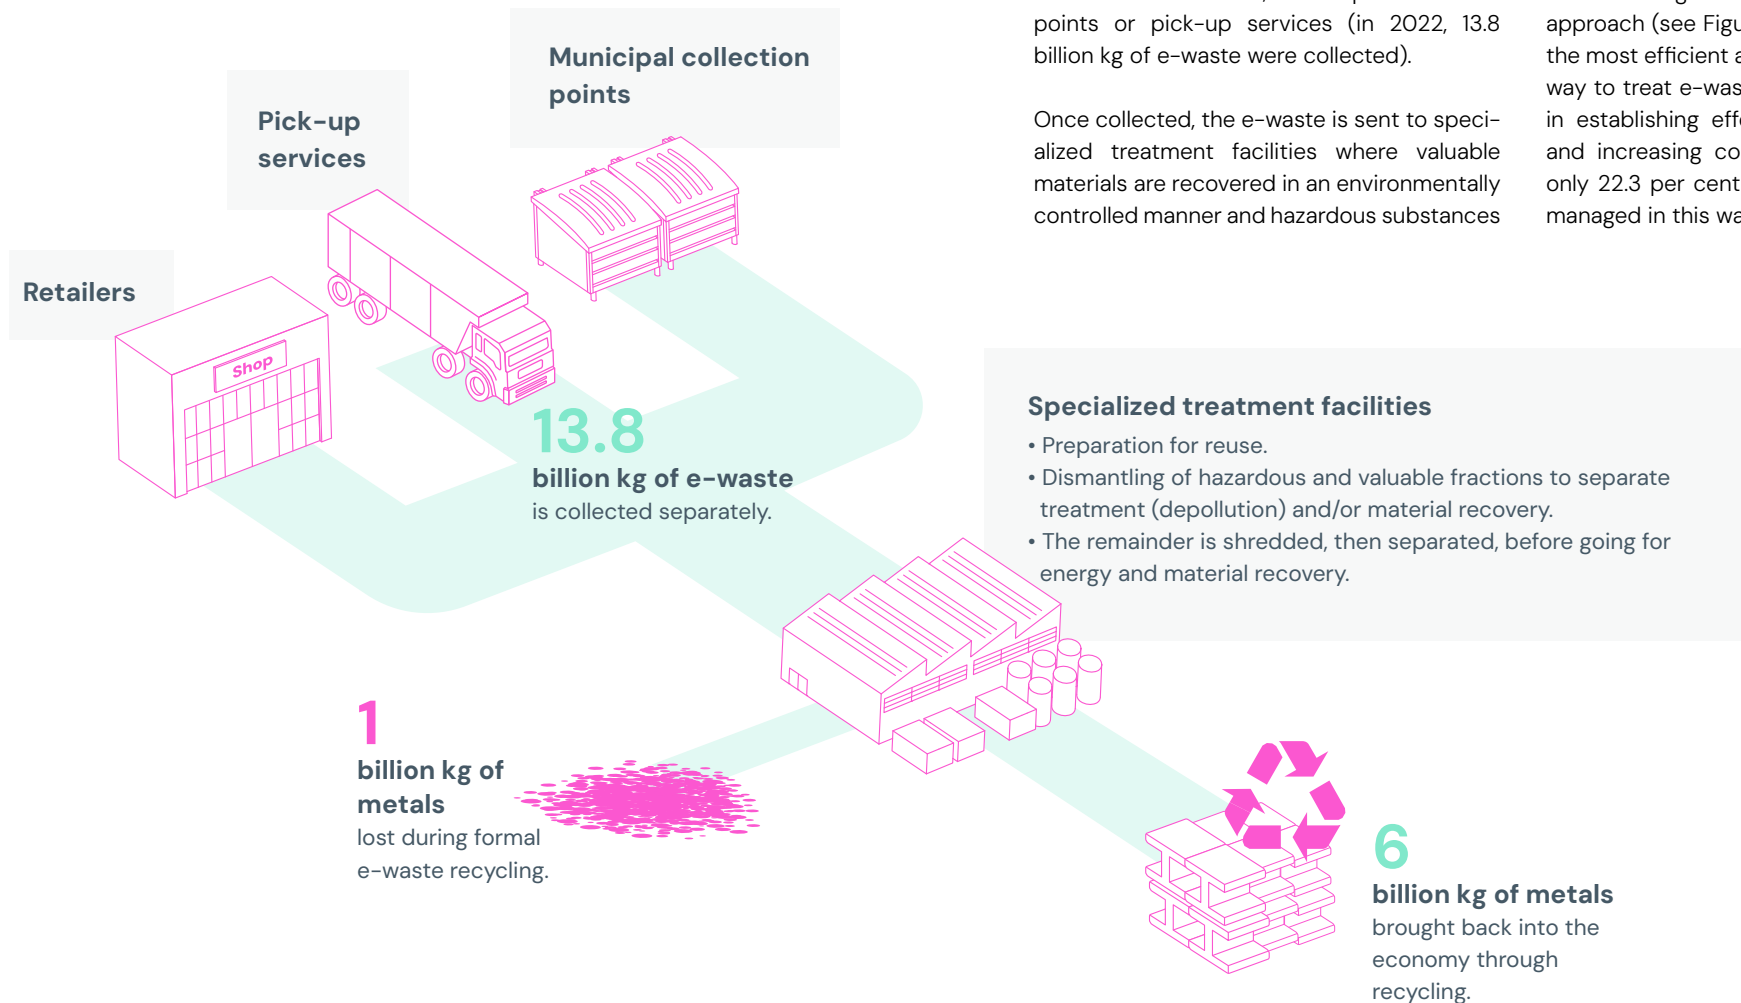 points or pick-up services (in 2022, 13.8
billion kg of e-waste were collected).
Once collected, the e-waste is sent to speci-
alized treatment facilities where valuable
materials are recovered in an environmentally
controlled manner and hazardous substances
approach (see Figu
the most efficient a
way to treat e-was
in establishing effe
and increasing co
only 22.3 per cent
managed in this wa
Municipal collection
points
Pick-up
services
Retailers
Shop
13.8
billion kg of e-waste
is collected separately.
Specialized treatment facilities
• Preparation for reuse.
• Dismantling of hazardous and valuable fractions to separate
treatment (depollution) and/or material recovery.
• The remainder is shredded, then separated, before going for
energy and material recovery.
1
billion kg of
metals
lost during formal
e-waste recycling.
6
billion kg of metals
brought back into the
economy through
recycling.